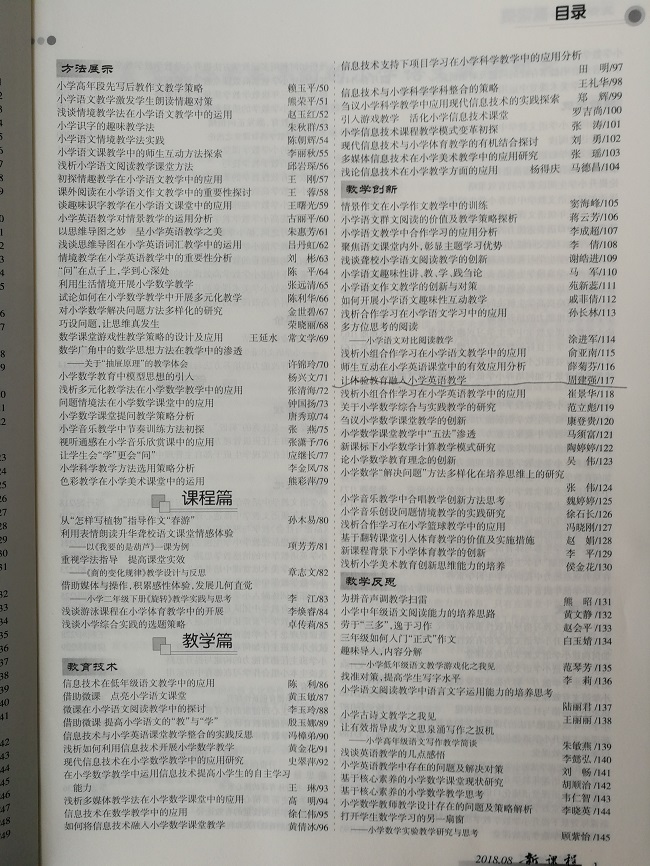 目录
方法展示
小学高年段先写后教作文教学策略 赖玉平/50
小学语文教学激发学生朗读情趣对策 熊荣平/51
浅谈情境教学法在小学语文教学中的运用 赵玉红/52
小学识字的趣味教学法 朱秋群/53
小学语文情境教学法实践 陈朝辉/54
小学语文课教学中的师生互动方法探索 李丽秋/55
浅析小学语文阅读教学课堂方法 邱岩深/56
初探情趣教学在小学语文教学中的应用 王 刚/57
课外阅读在小学语文作文教学中的重要性探讨 王 蓉/58
谈趣味识字教学在小学语文课堂中的应用 王曙光/59
小学英语教学对情景教学的运用分析 古丽平/60
以思维导图之妙 呈小学英语教学之美 朱惠芳/61
浅谈思维导图在小学英语词汇教学中的运用 吕丹虹/62
情境教学在小学英语教学中的重要性分析 刘 彬/63
“问”在点子上,学到心深处 陈 平/64
利用生活情境开展小学数学教学 张远清/65
试论如何在小学数学教学中开展多元化教学 陈利华/66
对小学数学解决问题方法多样化的研究 金世碧/67
巧设问题,让思维真发生 荣晓丽/68
数学课堂游戏性教学策略的设计及应用 王延水 常文学/69
数学广角中的数学思想方法在教学中的渗透
——关于“抽屉原理”的教学体会 许锦玲/70
小学数学教育中模型思想的引入 杨兴文/71
浅析多元化教学法在小学数学教学中的应用 张清海/72
问题情境法在小学数学课堂中的应用 钟国扬/73
小学数学课堂提问教学策略分析 唐秀琼/74
小学音乐教学中节奏训练方法初探 张 燕/75
视听通感在小学音乐欣赏课中的应用 张潇予/76
让学生会“学”更会“问” 应继长/77
小学科学教学方法选用策略分析 李金凤/78
色彩教学在小学美术课堂中的运用 熊彩萍/79
课程篇
从“怎样写植物”指导作文“春游” 孙木易/80
利用表情朗读升华聋校语文课堂情感体验
——以《我要的是葫芦》一课为例 项芳芳/81
重视学法指导 提高课堂实效
——《商的变化规律》教学设计与反思 章志文/82
借助媒体与操作,积累感性体验,发展几何直觉
——小学二年级下册《旋转》教学实践与思考 李 江/83
浅谈游泳课程在小学体育教学中的开展 李焕睿/84
浅谈小学综合实践的选题策略 卓传莉/85
教学篇
教育技术
信息技术在低年级语文教学中的应用 陈 利/86
借助微课 点亮小学语文课堂 黄玉敏/87
微课在小学语文阅读教学中的探讨 李玉玲/88
借助微课 提高小学语文的“教”与“学” 殷玉娜/89
信息技术与小学英语课堂教学整合的实践反思 冯樟弟/90
浅析如何利用信息技术开展小学数学教学 黄金花/91
现代信息技术在小学数学教学中的应用研究 史翠萍/92
在小学数学教学中运用信息技术提高小学生的自主学习
能力 王 琳/93
浅析多媒体教学法在小学数学课堂中的应用 高 明/94
信息技术在数学教学中的应用 徐仁伟/95
如何将信息技术融入小学数学课堂教学 黄情冰/96
信息技术支持下项目学习在小学科学教学中的应用分析
田 明/97
信息技术与小学科学学科整合的策略 王礼华/98
刍议小学科学教学中应用现代信息技术的实践探索 郑 辉/99
引人游戏教学 活化小学信息技术课堂 罗吉尚/100
小学信息技术课程教学模式变革初探 张 涛/101
现代信息技术与小学体育教学的有机结合探讨 刘 勇/102
多媒体信息技术在小学美术教学中的应用研究 张 瑶/103
浅论信息技术在小学教学方面的应用 杨得庆 马德昌/104
教学创新
情景作文在小学作文教学中的训练 窦海峰/105
小学语文群文阅读的价值及教学策略探析 蒋云芳/106
小学语文教学中合作学习的应用分析 李成超/107
聚焦语文课堂内外,彰显主题学习优势 李 倩/108
浅谈聋校小学语文阅读教学的创新 谢皓进/109
小学语文趣味性讲、教、学、践刍论 马 军/110
小学语文作文教学的创新与对策 苑新蕊/111
如何开展小学语文趣味性互动教学 戚菲倩/112
浅析合作学习在小学语文学习中的应用 孙长林/113
多方位思考的阅读
——小学语文对比阅读教学 涂进军/114
浅析小组合作学习在小学语文教学中的应用 俞亚南/115
师生互动在小学英语课堂中的有效应用分析 薛菊芬/116
让体验教育融入小学英语教学 周建强/117
浅析小组合作学习在小学英语教学中的应用 崔景华/118
关于小学数学综合与实践教学的研究 范立彪/119
刍议小学数学课堂教学的创新 康登贵/120
小学数学课堂教学中“五法”渗透 马须富/121
新课标下小学数学计算教学模式研究 陶婷婷/122
论小学数学教育理念的创新 吴 伟/123
小学数学“解决问题”方法多样化在培养思维上的研究
张 伟/124
小学音乐教学中合唱教学创新方法思考 魏婷婷/125
小学音乐创设问题情境教学的实践研究 徐石长/126
浅析合作学习在小学篮球教学中的应用 冯晓刚/127
基于翻转课堂引人体育教学的价值及实施措施 赵 娟/128
新课程背景下小学体育教学的创新 李 平/129
浅析小学美术教育创新思维能力的培养 侯金花/130
教学反思
为拼音声调教学扫雷 熊 昭/131
小学中年级语文阅读能力的培养思路 黄文静/132
劳于“三多”,逸于习作 赵会平/133
三年级如何入门“正式”作文 白玉婧/134
趣味导人,内容分解
——小学低年级语文教学游戏化之我见 范琴芳/135
找准对策,提高学生写字水平 李 莉/136
小学语文阅读教学中语言文字运用能力的培养思考
陆丽君/137
小学古诗文教学之我见 王丽丽/138
让有效指导成为文思泉涌写作之扳机
——小学高年级语文写作教学简谈 朱敏燕/139
浅谈英语教学的几点感悟 李懿弘/140
小学英语教学中存在的问题及解决对策 刘 畅/141
基于核心素养的小学数学课堂现状研究 胡顺治/142
基于核心素养的小学数学教学思考 韦仁智/143
小学数学教师教学设计存在的问题及策略解析 李晓英/144
打开学生数学学习的另一扇窗
——小学数学实验教学研究与思考 顾萦怡/145
2018.08 新课程